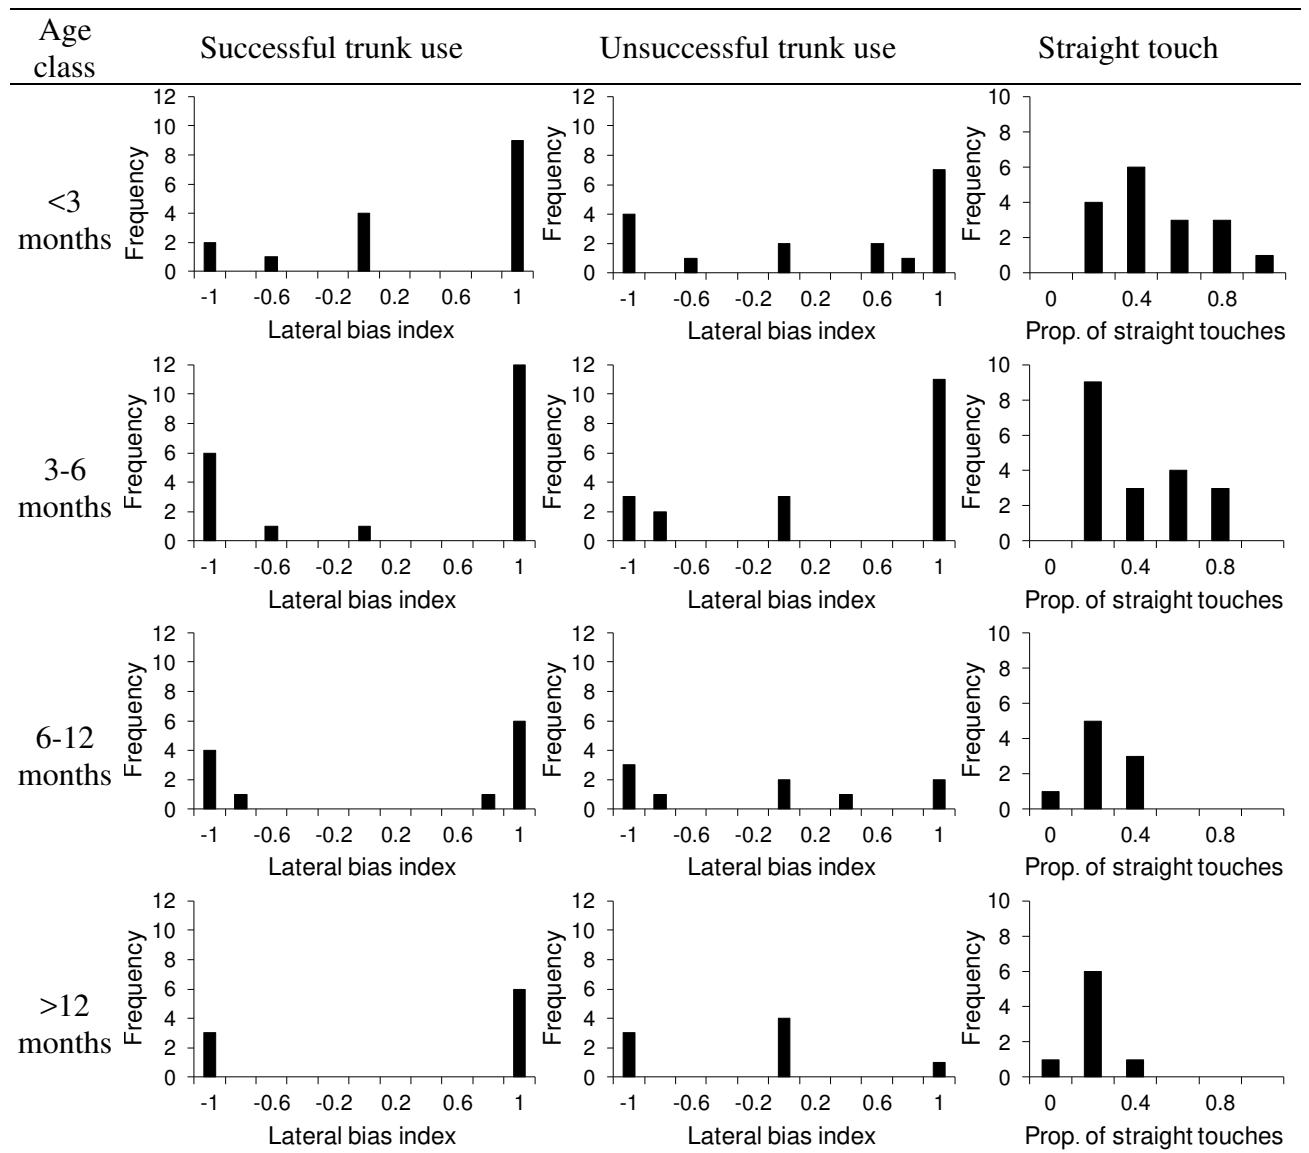 Age class Successful trunk use Unsuccessful trunk use Straight touch
<3 months
Frequency
12
10
8
6
4
2
0
-1 -0.6 -0.2 0.2 0.6 1
Lateral bias index
Frequency
12
10
8
6
4
2
0
-1 -0.6 -0.2 0.2 0.6 1
Lateral bias index
Frequency
10
8
6
4
2
0
0 0.4 0.8
Prop. of straight touches
3-6 months
Frequency
12
10
8
6
4
2
0
-1 -0.6 -0.2 0.2 0.6 1
Lateral bias index
Frequency
12
10
8
6
4
2
0
-1 -0.6 -0.2 0.2 0.6 1
Lateral bias index
Frequency
10
8
6
4
2
0
0 0.4 0.8
Prop. of straight touches
6-12 months
Frequency
12
10
8
6
4
2
0
-1 -0.6 -0.2 0.2 0.6 1
Lateral bias index
Frequency
12
10
8
6
4
2
0
-1 -0.6 -0.2 0.2 0.6 1
Lateral bias index
Frequency
10
8
6
4
2
0
0 0.4 0.8
Prop. of straight touches
>12 months
Frequency
12
10
8
6
4
2
0
-1 -0.6 -0.2 0.2 0.6 1
Lateral bias index
Frequency
12
10
8
6
4
2
0
-1 -0.6 -0.2 0.2 0.6 1
Lateral bias index
Frequency
10
8
6
4
2
0
0 0.4 0.8
Prop. of straight touches